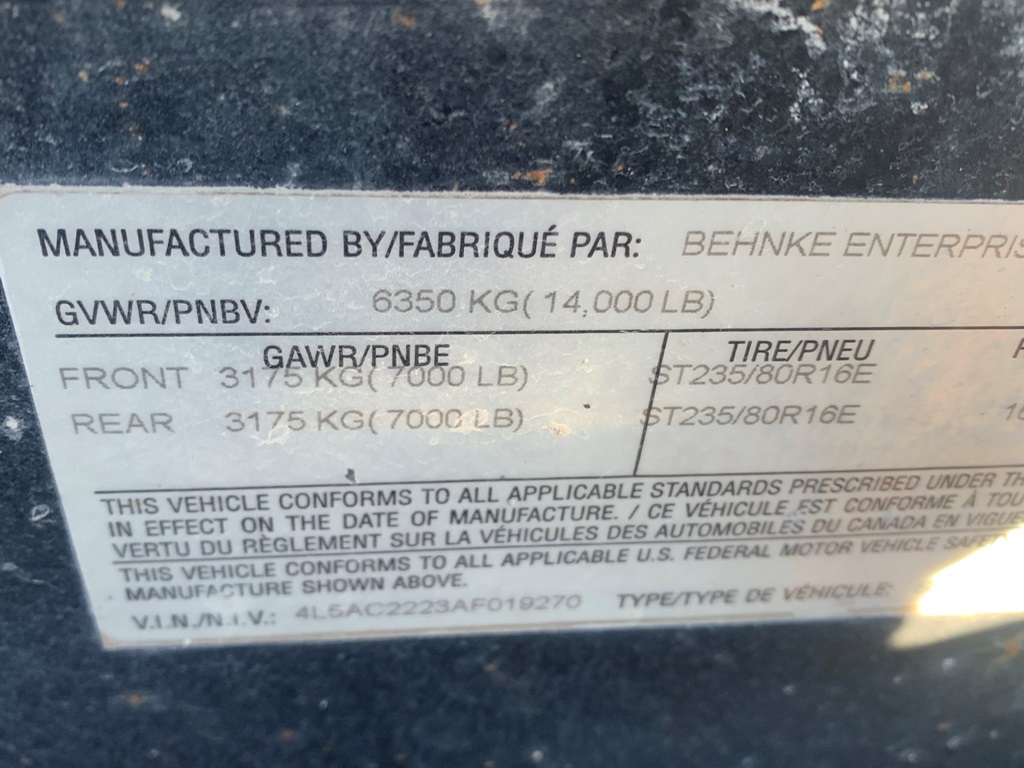 MANUFACTURED BY/FABRIQUÉ PAR: BEHNKE ENTERPRIS
GVWR/PNBV: 6350 KG( 14,000 LB)
GAWR/PNBE TIRE/PNEU
FRONT 3175 KG( 7000 LB) ST235/80R16E
REAR 3175 KG( 7000 LB) ST235/80R16E 10
THIS VEHICLE CONFORMS TO ALL APPLICABLE STANDARDS PRESCRIBED UNDER TH
IN EFFECT ON THE DATE OF MANUFACTURE. / CE VÉHICULE EST CONFORME À TOU
VERTU DU RÈGLEMENT SUR LA VÉHICULES DES AUTOMOBILES DU CANADA EN VIGUE
THIS VEHICLE CONFORMS TO ALL APPLICABLE U.S. FEDERAL MOTOR VEHICLE SAFE
MANUFACTURE SHOWN ABOVE.
V.I.N./N.I.V.: 4L5AC2223AF019270 TYPE/TYPE DE VÉHICULE: